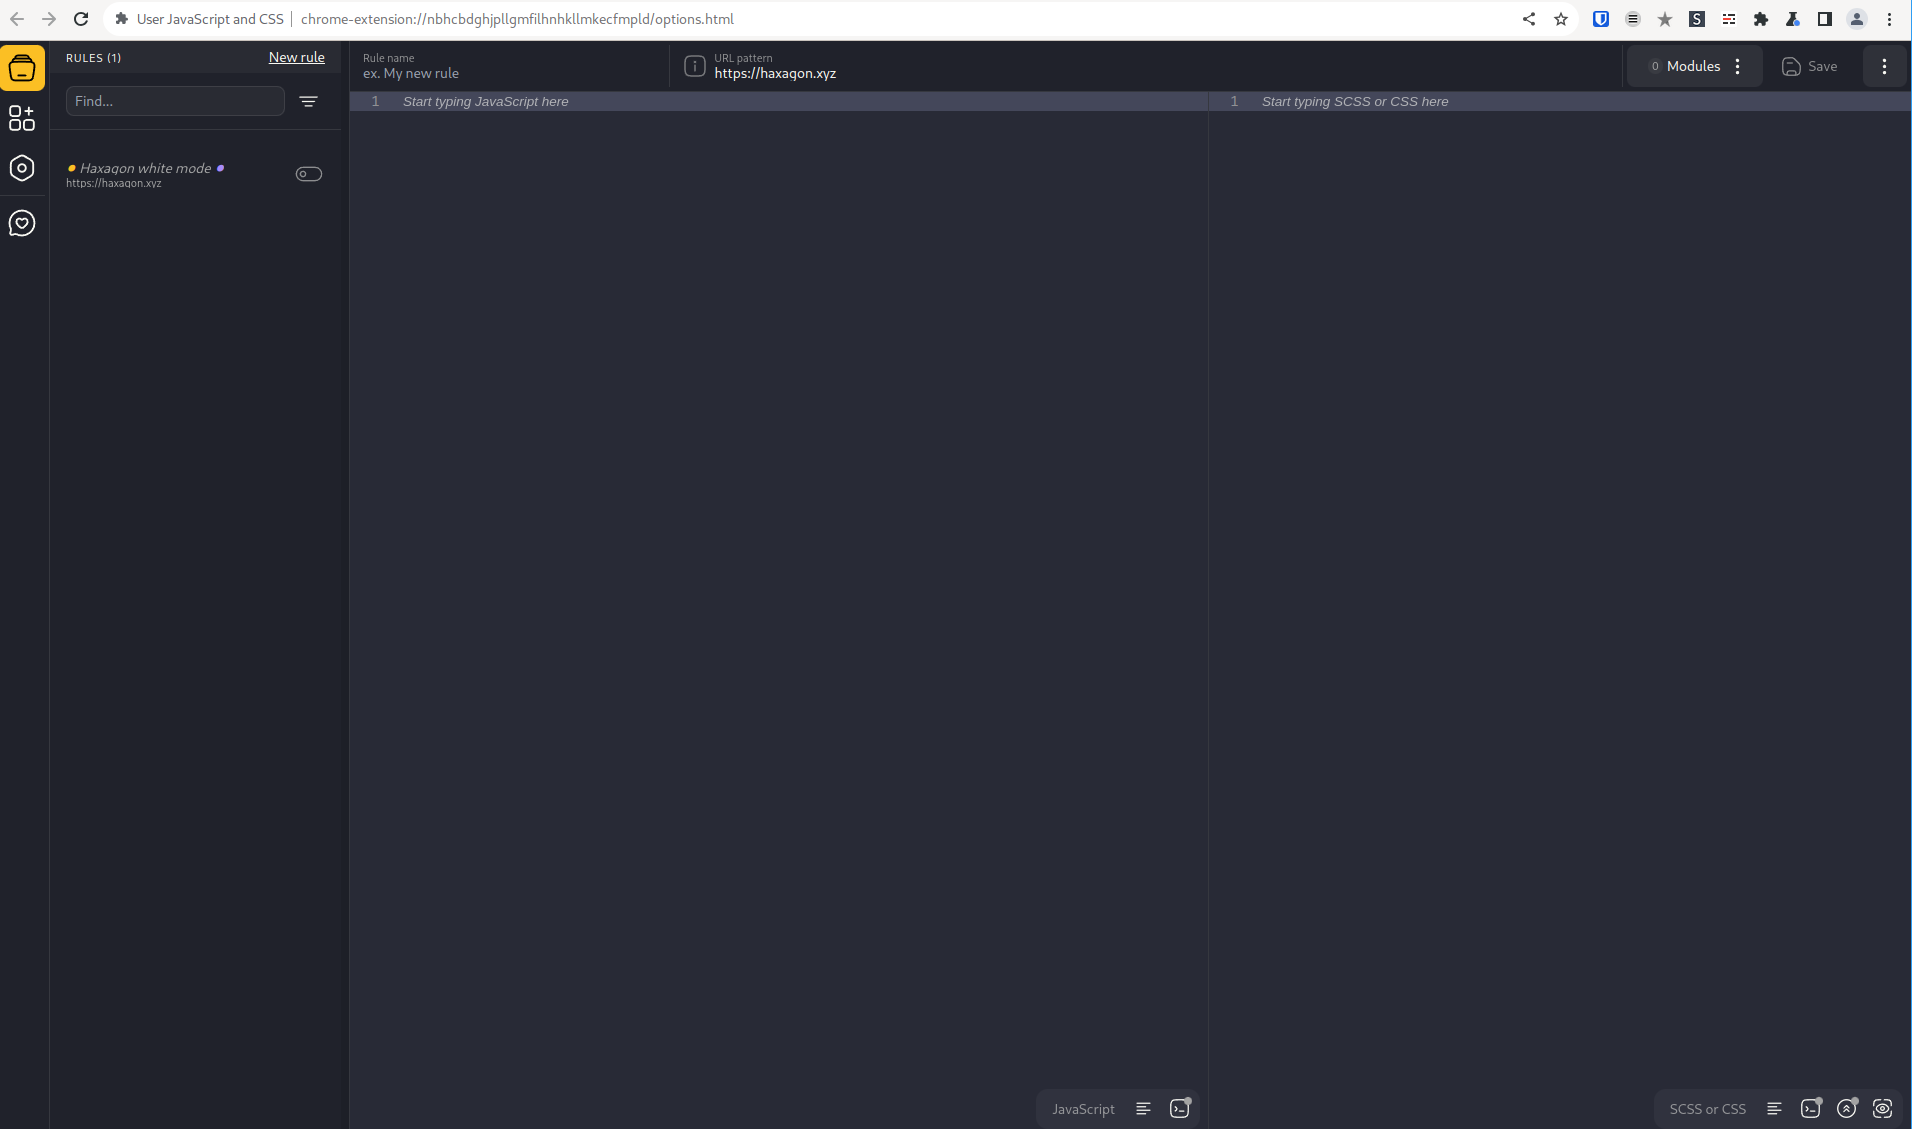 User JavaScript and CSS
chrome-extension://nbhcbdghjpllgmfilhnhkllmkecfmpld/options.html
S
RULES (1)
New rule
Find...
Haxagon white mode
https://haxagon.xyz
Rule name
ex. My new rule
URL pattern
https://haxagon.xyz
0 Modules
Save
1 Start typing JavaScript here
1 Start typing SCSS or CSS here
JavaScript
SCSS or CSS